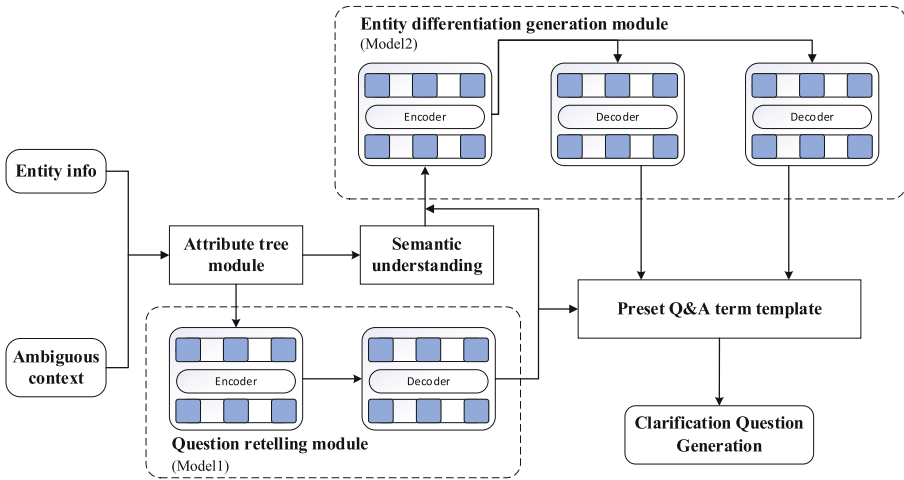 Entity differentiation generation module
(Model2)
Encoder
Decoder
Decoder
Entity info
Attribute tree
module
Semantic
understanding
Preset Q&A term template
Ambiguous
context
Encoder
Decoder
Question retelling module
(Model1)
Clarification Question
Generation